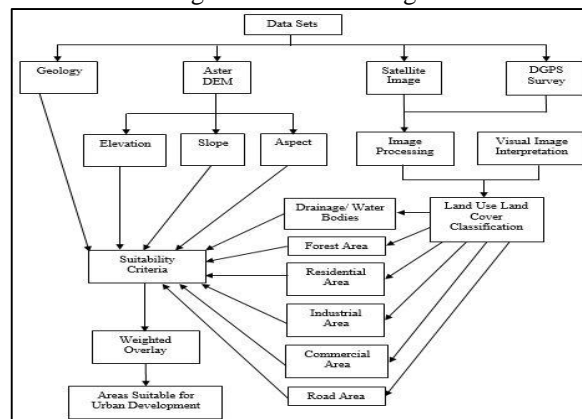 Data Sets
Geology
Aster
DEM
Satellite
Image
DGPS
Survey
Elevation
Slope
Aspect
Image
Processing
Visual Image
Interpretation
Drainage/ Water
Bodies
Land Use Land
Cover
Classification
Forest Area
Suitability
Criteria
Residential
Area
Industrial
Area
Weighted
Overlay
Commercial
Area
Areas Suitable for
Urban Development
Road Area